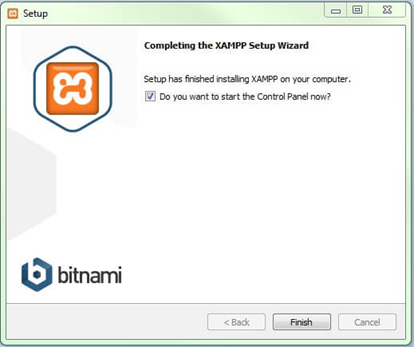 Setup
Completing the XAMPP Setup Wizard
Setup has finished installing XAMPP on your computer.
Do you want to start the Control Panel now?
bitnami
< Back
Finish
Cancel